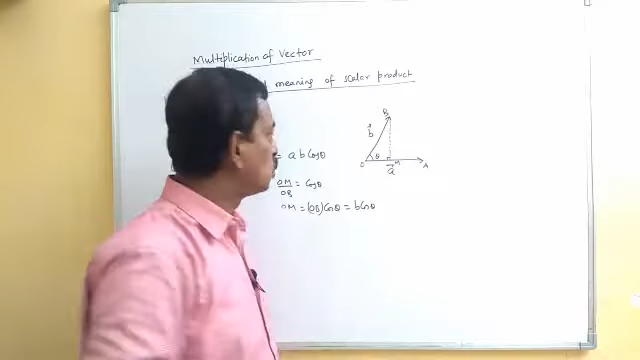 Multiplication of Vector
meaning of scalar product
= a b Cosθ
OM/OB = Cosθ
OM = (OB) Cosθ = b Cosθ
B
b⃗
θ
O
M
A
a⃗